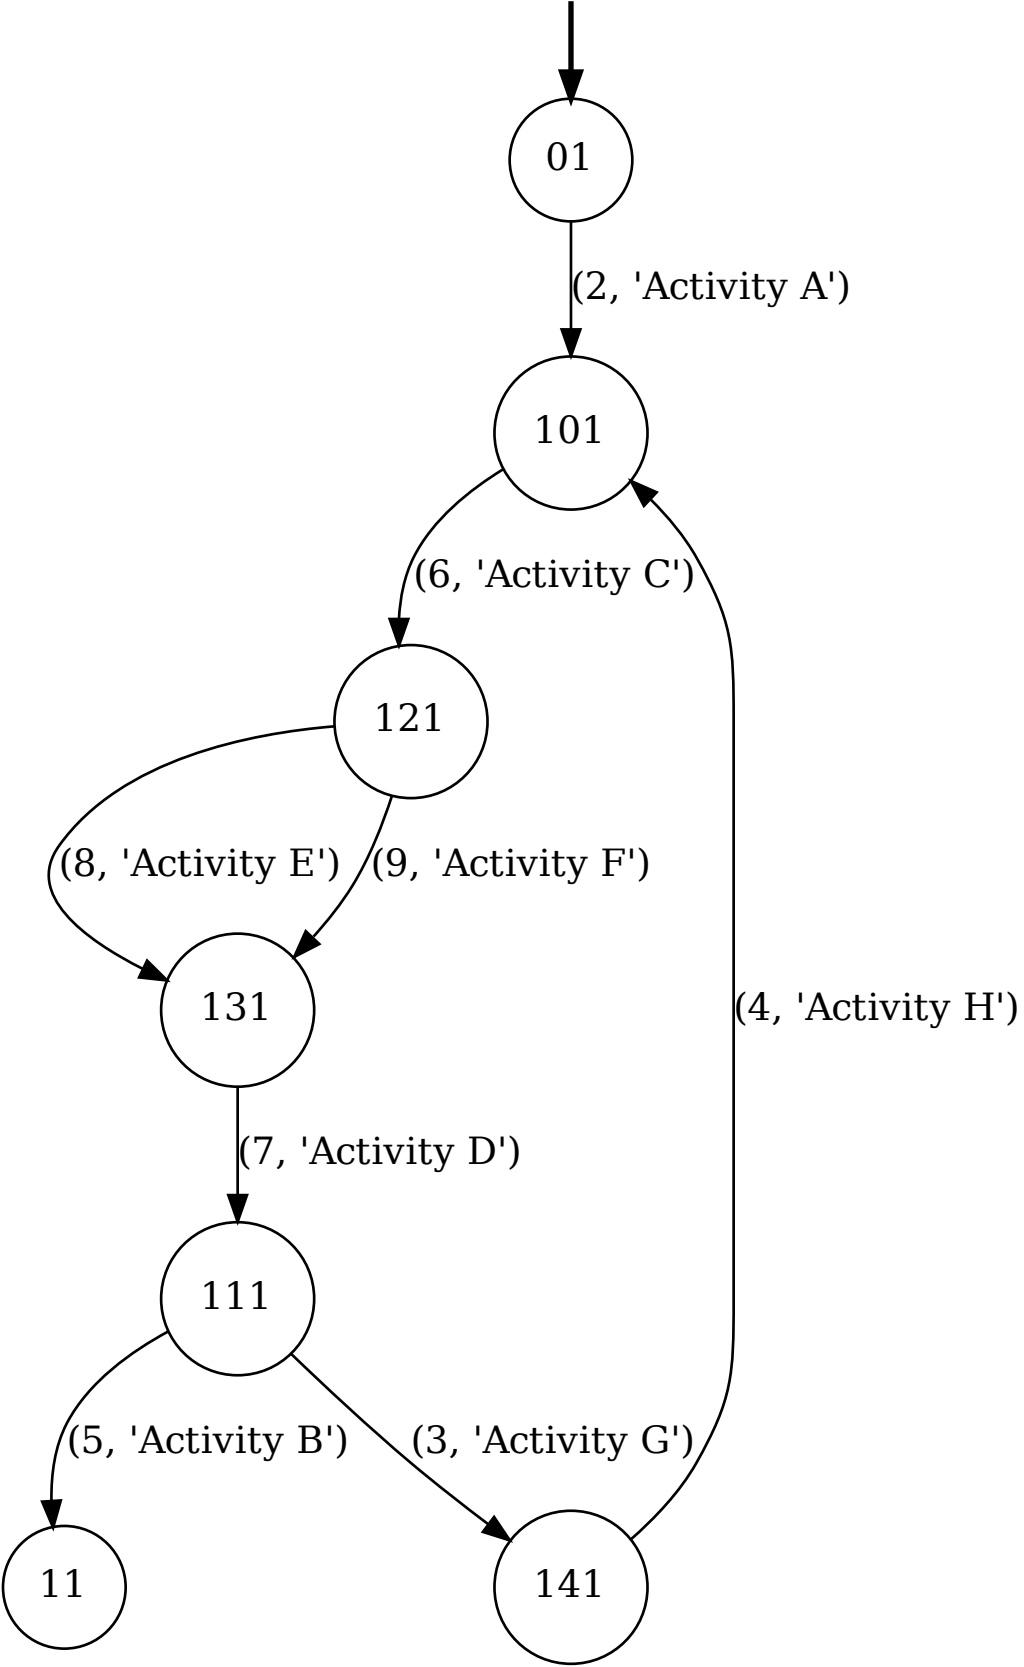 01
(2, 'Activity A')
101
(6, 'Activity C')
121
(8, 'Activity E')
(9, 'Activity F')
131
(4, 'Activity H')
(7, 'Activity D')
111
(5, 'Activity B')
(3, 'Activity G')
11
141